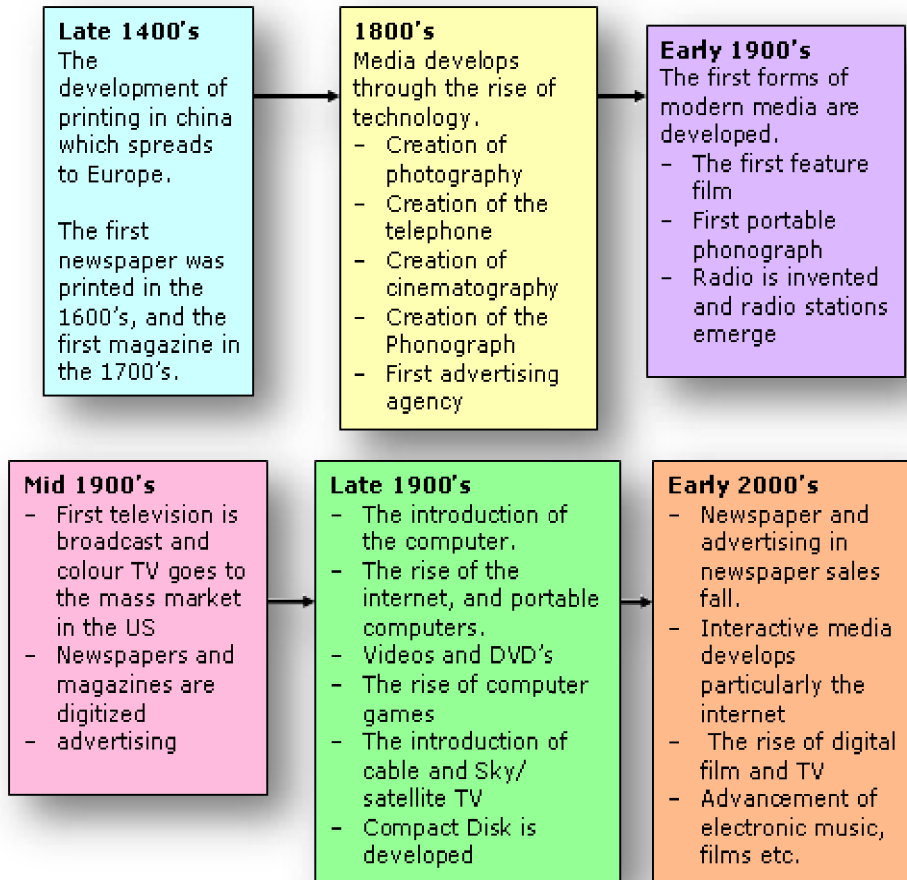 Late 1400's
The
development of
printing in china
which spreads
to Europe.
The first
newspaper was
printed in the
1600's, and the
first magazine in
the 1700's.
1800's
Media develops
through the rise of
technology.
- Creation of
photography
- Creation of the
telephone
- Creation of
cinematography
- Creation of the
Phonograph
- First advertising
agency
Early 1900's
The first forms of
modern media are
developed.
- The first feature
film
- First portable
phonograph
- Radio is invented
and radio stations
emerge
Mid 1900's
- First television is
broadcast and
colour TV goes to
the mass market
in the US
- Newspapers and
magazines are
digitized
- advertising
Late 1900's
- The introduction of
the computer.
- The rise of the
internet, and portable
computers.
- Videos and DVD's
- The rise of computer
games
- The introduction of
cable and Sky/
satellite TV
- Compact Disk is
developed
Early 2000's
- Newspaper and
advertising in
newspaper sales
fall.
- Interactive media
develops
particularly the
internet
- The rise of digital
film and TV
- Advancement of
electronic music,
films etc.